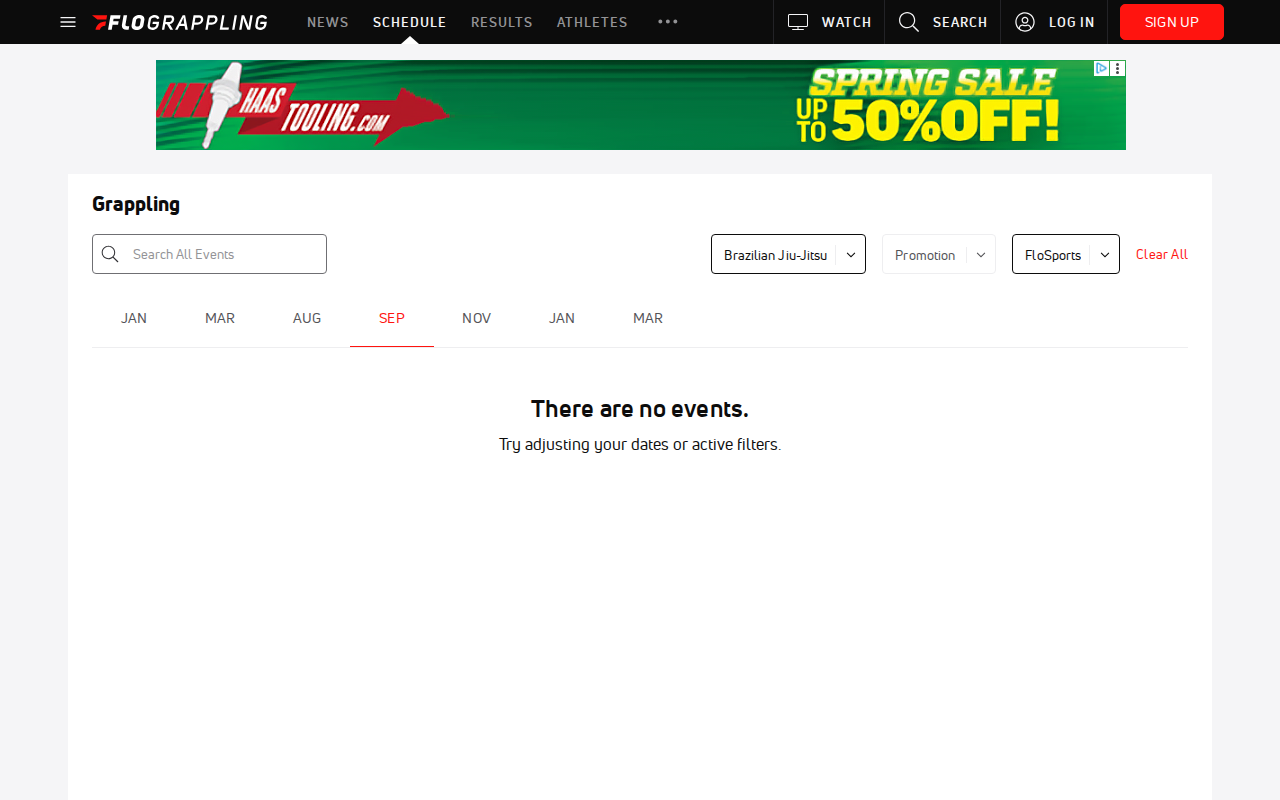 FLOGRAPPLING NEWS SCHEDULE RESULTS ATHLETES ••• WATCH SEARCH LOG IN SIGN UP
HAAS TOOLING.COM
SPRING SALE
UP TO 50% OFF!
Grappling
Search All Events Brazilian Jiu-Jitsu Promotion FloSports Clear All
JAN MAR AUG SEP NOV JAN MAR
There are no events.
Try adjusting your dates or active filters.